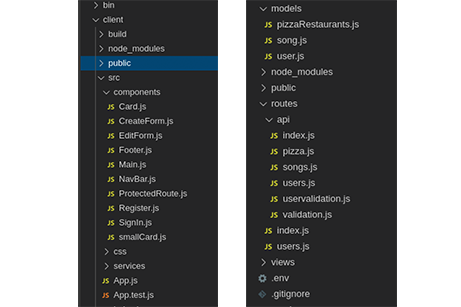 bin
client
build
node_modules
public
src
components
JS Card.js
JS CreateForm.js
JS EditForm.js
JS Footer.js
JS Main.js
JS NavBar.js
JS ProtectedRoute.js
JS Register.js
JS SignIn.js
JS smallCard.js
css
services
JS App.js
JS App.test.js
models
JS pizzaRestaurants.js
JS song.js
JS user.js
node_modules
public
routes
api
JS index.js
JS pizza.js
JS songs.js
JS users.js
JS uservalidation.js
JS validation.js
JS index.js
JS users.js
views
.env
.gitignore